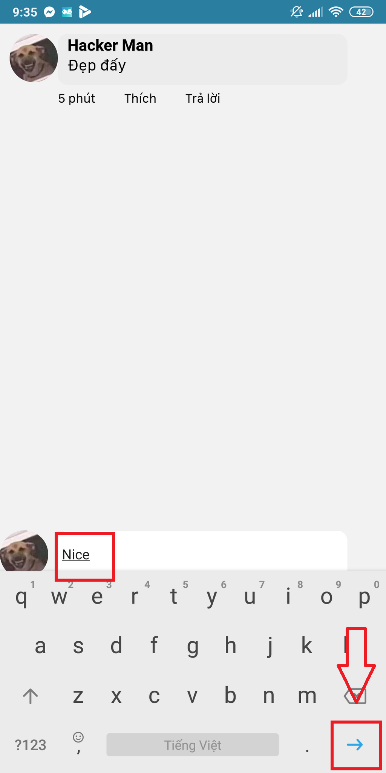 9:35
42
Hacker Man
Đẹp đấy
5 phút Thích Trả lời
Nice
1 2 3 4 5 6 7 8 9 0
q w e r t y u i o p
a s d f g h j k l
z x c v b n m
?123 , Tiếng Việt .